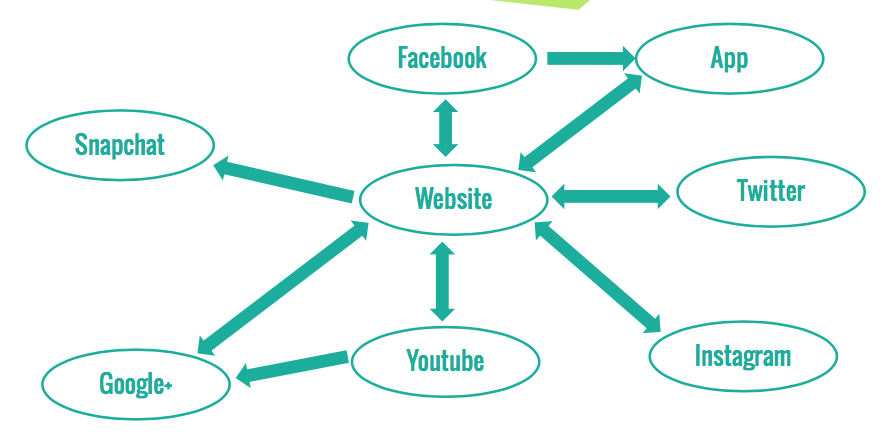 Facebook
App
Snapchat
Website
Twitter
Youtube
Instagram
Google+